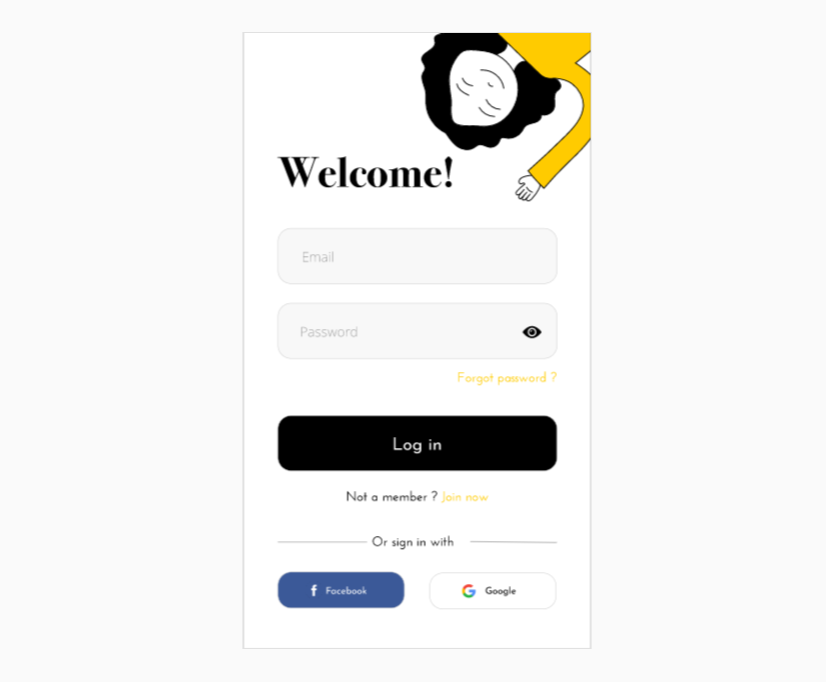 Welcome!
Email
Password
Forgot password ?
Log in
Not a member ? Join now
Or sign in with
f Facebook
G Google